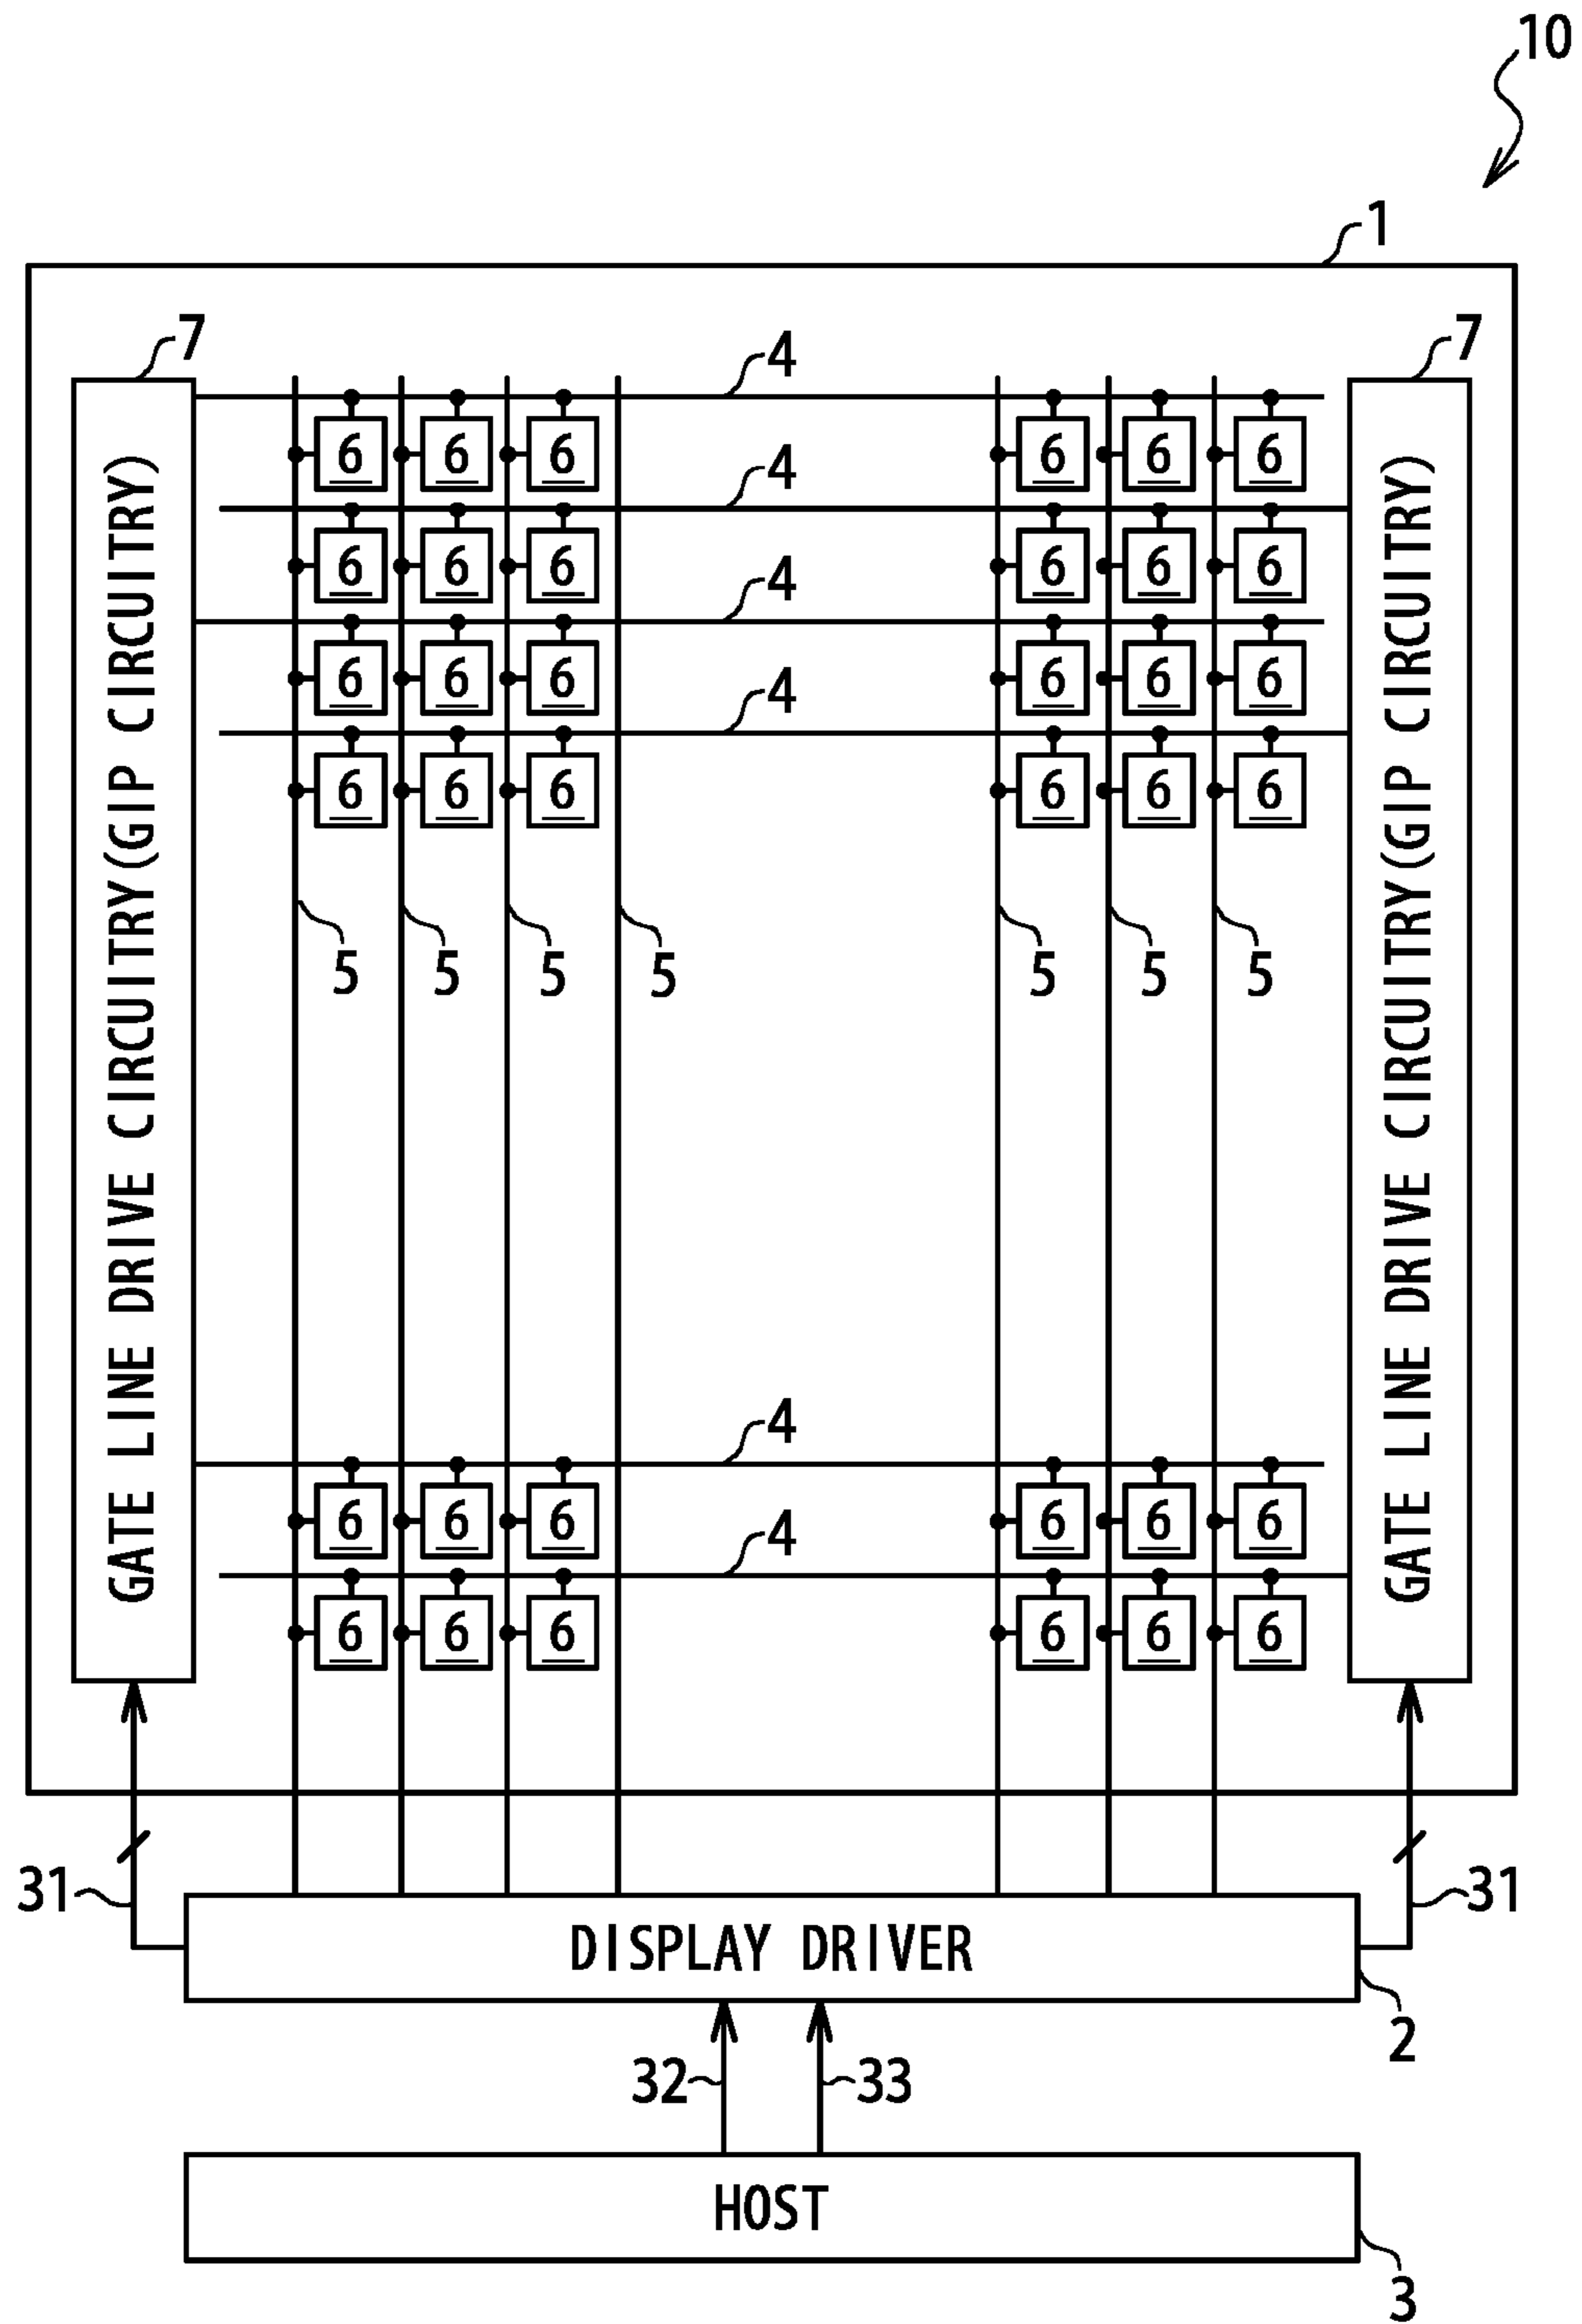 10
1
7 7
4
6 6 6 6 6 6
4
6 6 6 6 6 6
4
6 6 6 6 6 6
4
6 6 6 6 6 6
GATE LINE DRIVE CIRCUITRY(GIP CIRCUITRY)
GATE LINE DRIVE CIRCUITRY(GIP CIRCUITRY)
5 5 5 5 5 5 5
4
6 6 6 6 6 6
4
6 6 6 6 6 6
31 31
DISPLAY DRIVER
2
32 33
HOST
3